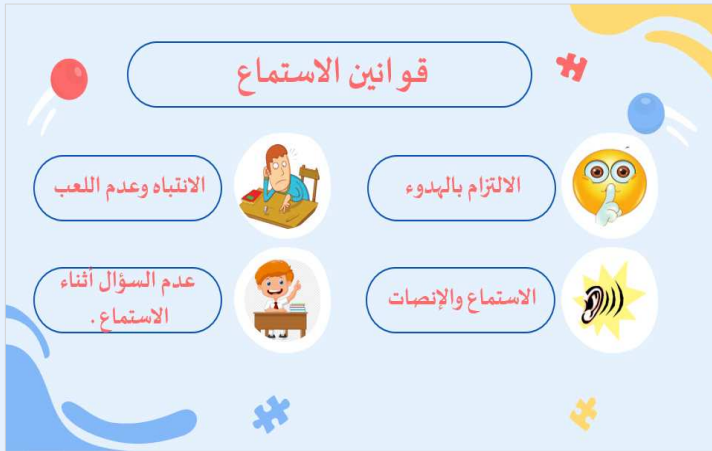 قوانين الاستماع
الالتزام بالهدوء
الانتباه وعدم اللعب
الاستماع والإنصات
عدم السؤال أثناء
الاستماع .